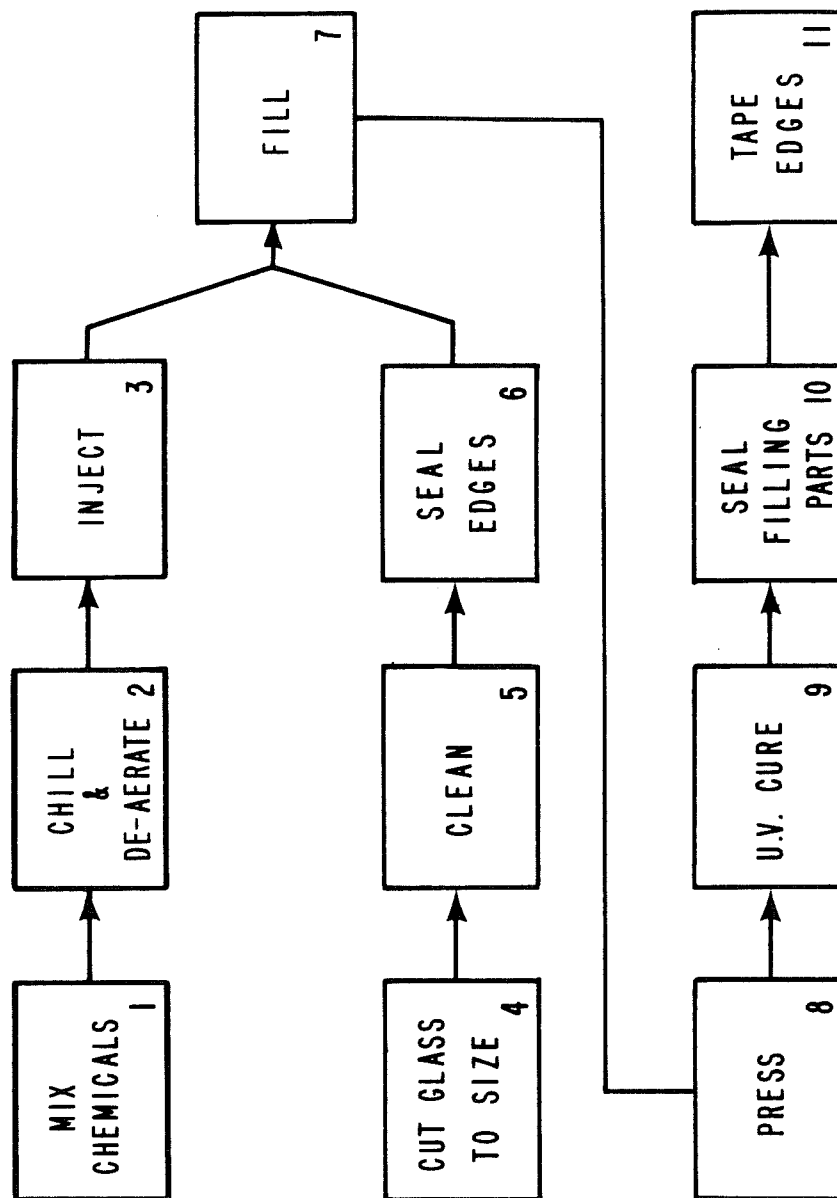 MIX
CHEMICALS
1
CHILL
&
DE-AERATE 2
INJECT
3
CUT GLASS
TO SIZE
4
CLEAN
5
SEAL
EDGES
6
FILL
7
PRESS
8
U.V. CURE
9
SEAL
FILLING
PARTS 10
TAPE
EDGES
11